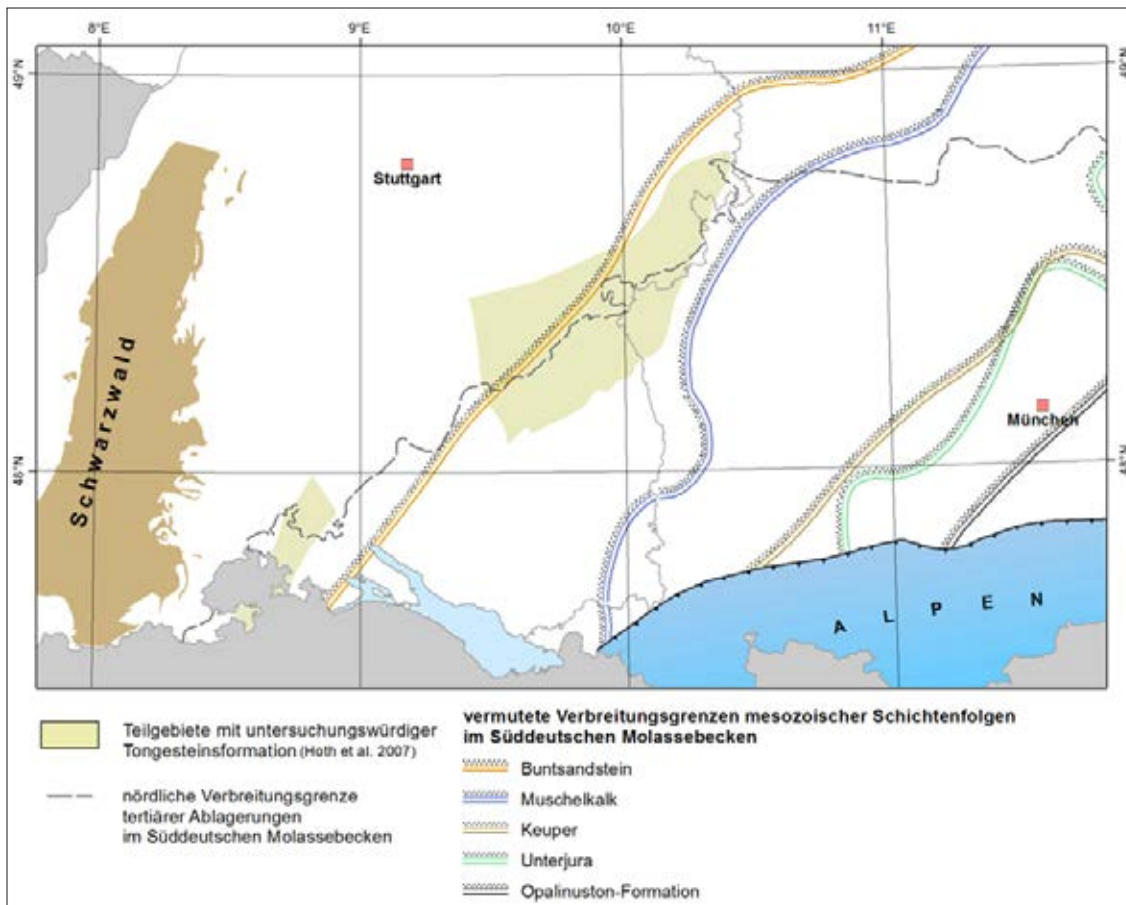 8°E
9°E
10°E
11°E
49°N
49°N
Stuttgart
Schwarzwald
München
48°N
48°N
ALPEN
Teilgebiete mit untersuchungswürdiger
Tongesteinsformation (Hoth et al. 2007)
nördliche Verbreitungsgrenze
tertiärer Ablagerungen
im Süddeutschen Molassebecken
vermutete Verbreitungsgrenzen mesozoischer Schichtenfolgen
im Süddeutschen Molassebecken
Buntsandstein
Muschelkalk
Keuper
Unterjura
Opalinuston-Formation